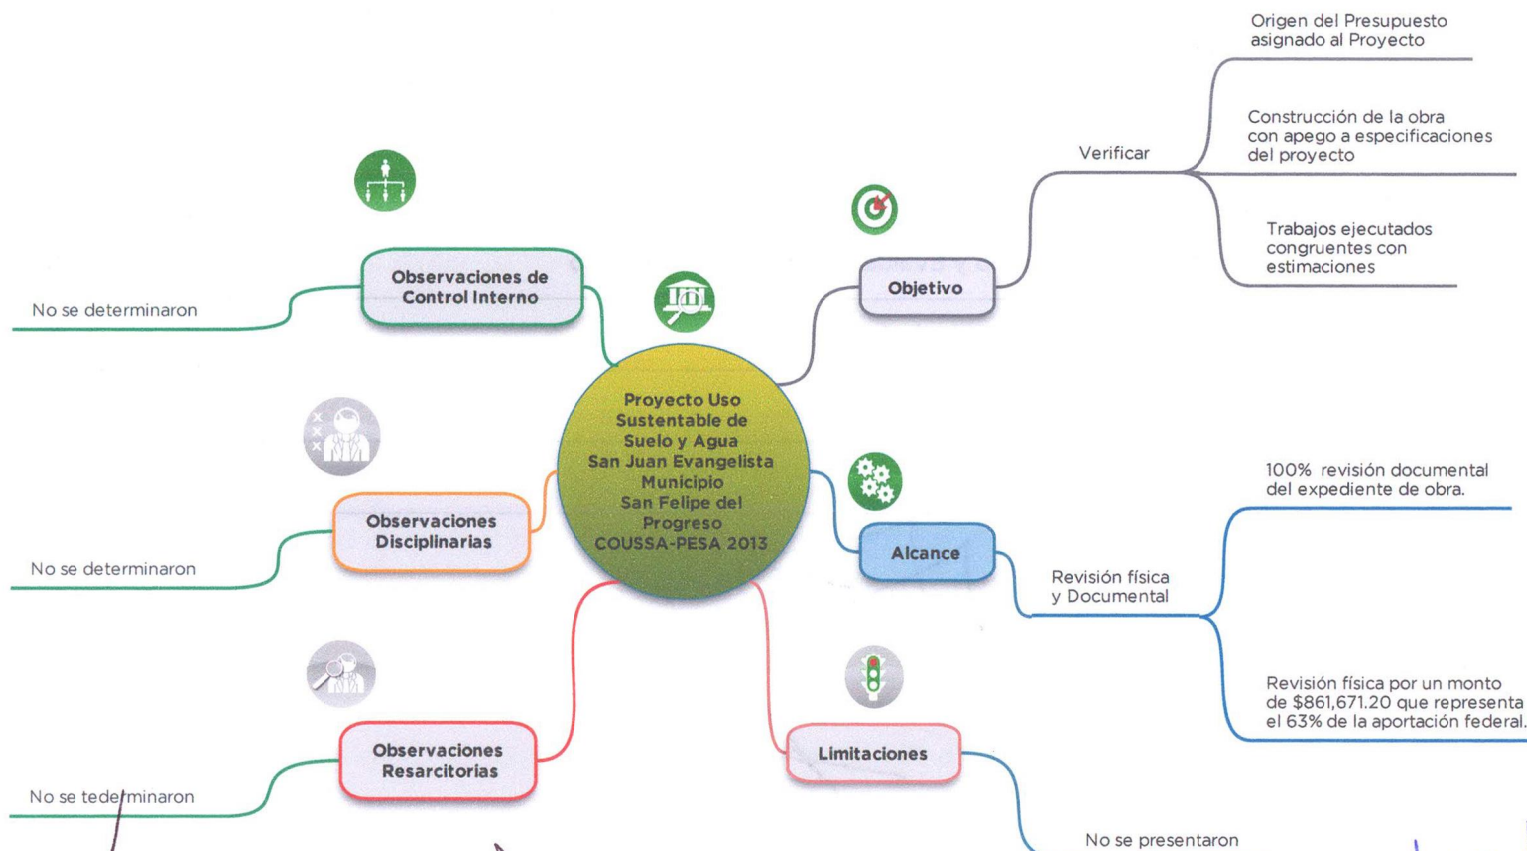 Origen del Presupuesto
asignado al Proyecto
Construcción de la obra
con apego a especificaciones
del proyecto
Verificar
Trabajos ejecutados
congruentes con
estimaciones
Objetivo
Observaciones de
Control Interno
No se determinaron
Proyecto Uso
Sustentable de
Suelo y Agua
San Juan Evangelista
Municipio
San Felipe del
Progreso
COUSSA-PESA 2013
Observaciones
Disciplinarias
No se determinaron
Alcance
Revisión física
y Documental
100% revisión documental
del expediente de obra.
Revisión física por un monto
de $861,671.20 que representa
el 63% de la aportación federal.
Observaciones
Resarcitorias
No se tederminaron
Limitaciones
No se presentaron